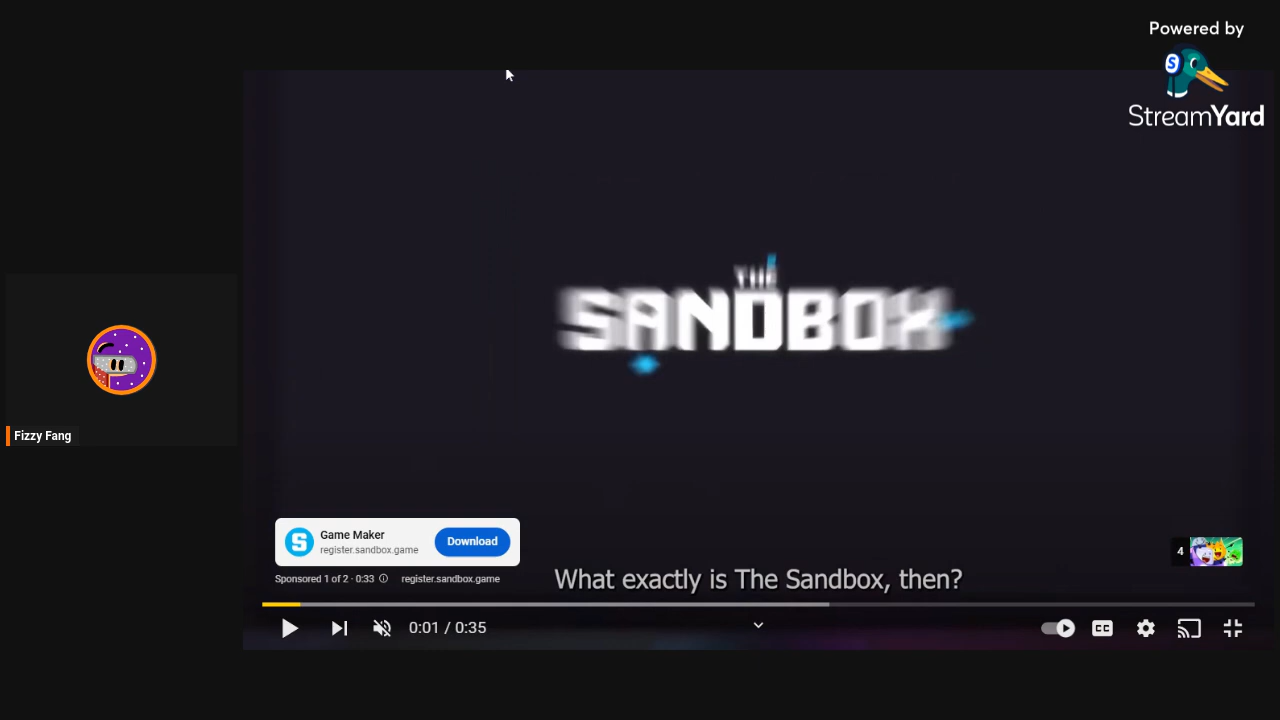 Powered by
StreamYard
THE
SANDBOX
Fizzy Fang
S
Game Maker
register.sandbox.game
Download
4
Sponsored 1 of 2 · 0:33
register.sandbox.game
What exactly is The Sandbox, then?
0:01 / 0:35
CC